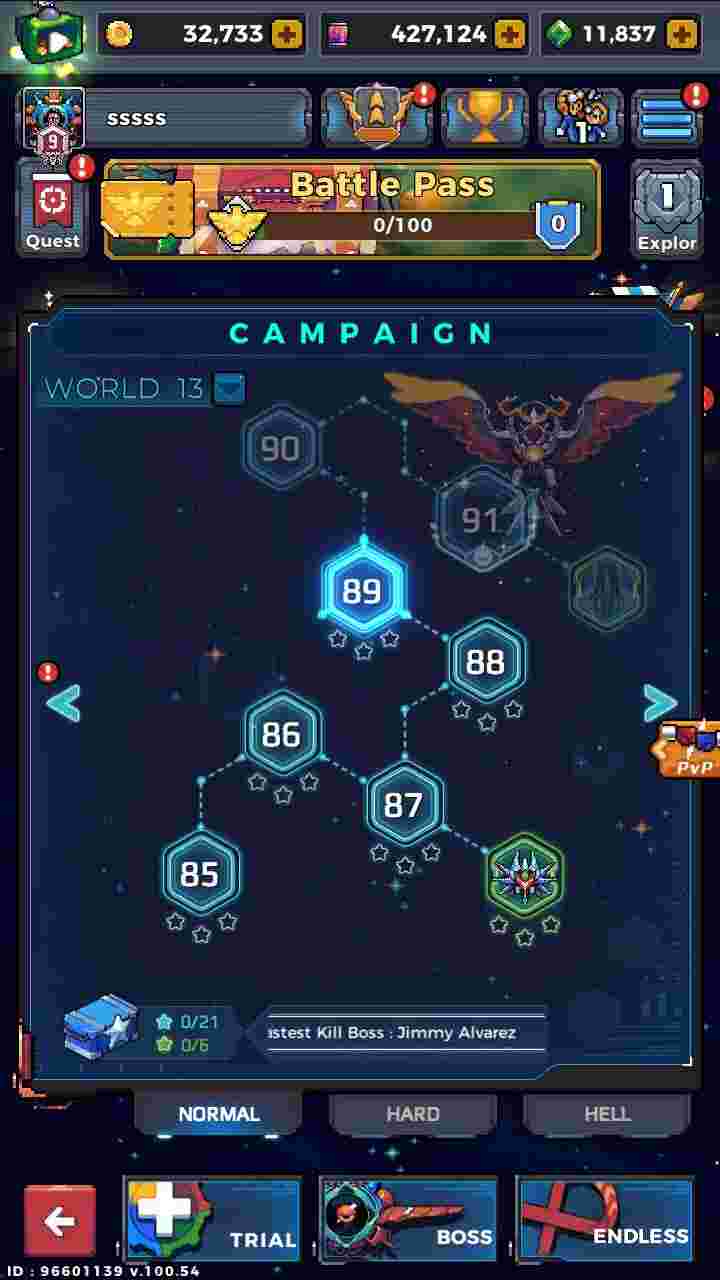 32,733
427,124
11,837
9
sssss
1
Quest
Battle Pass
0/100
0
1
Explor
CAMPAIGN
WORLD 13
90
91
89
88
86
87
85
PvP
0/21
0/6
astest Kill Boss : Jimmy Alvarez
NORMAL
HARD
HELL
TRIAL
BOSS
ENDLESS
ID : 96601139 v.100.54